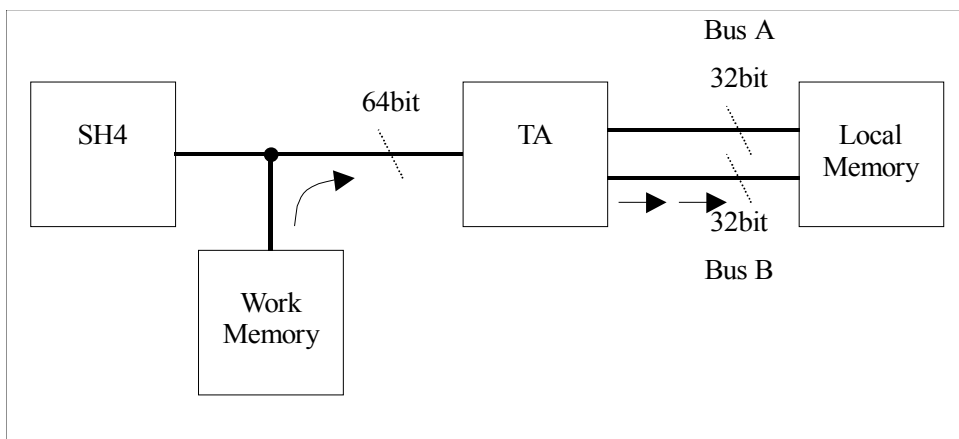 Bus A
32bit
64bit
SH4
TA
Local
Memory
32bit
Bus B
Work
Memory